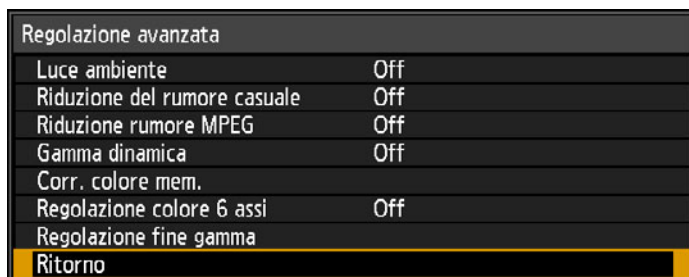 Regolazione avanzata
Luce ambiente Off
Riduzione del rumore casuale Off
Riduzione rumore MPEG Off
Gamma dinamica Off
Corr. colore mem.
Regolazione colore 6 assi Off
Regolazione fine gamma
Ritorno